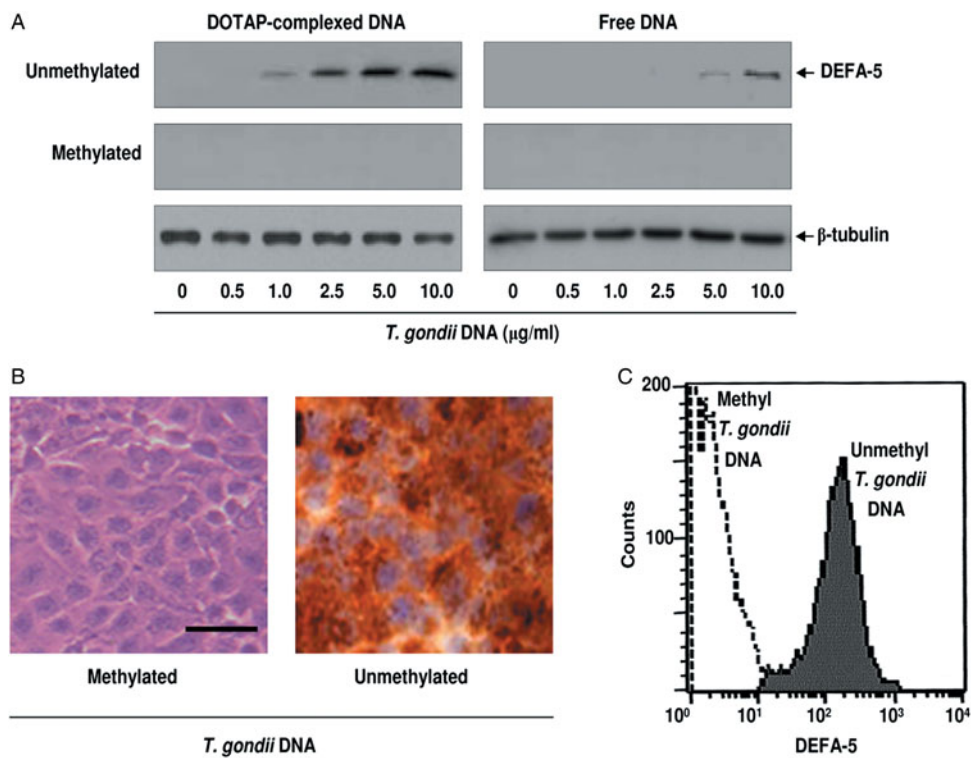 A
DOTAP-complexed DNA
Free DNA
Unmethylated
DEFA-5
Methylated
β-tubulin
0 0.5 1.0 2.5 5.0 10.0
0 0.5 1.0 2.5 5.0 10.0
T. gondii DNA (μg/ml)
B
Methylated
Unmethylated
T. gondii DNA
C
200
100
0
Counts
Methyl
T. gondii
DNA
Unmethyl
T. gondii
DNA
10⁰ 10¹ 10² 10³ 10⁴
DEFA-5